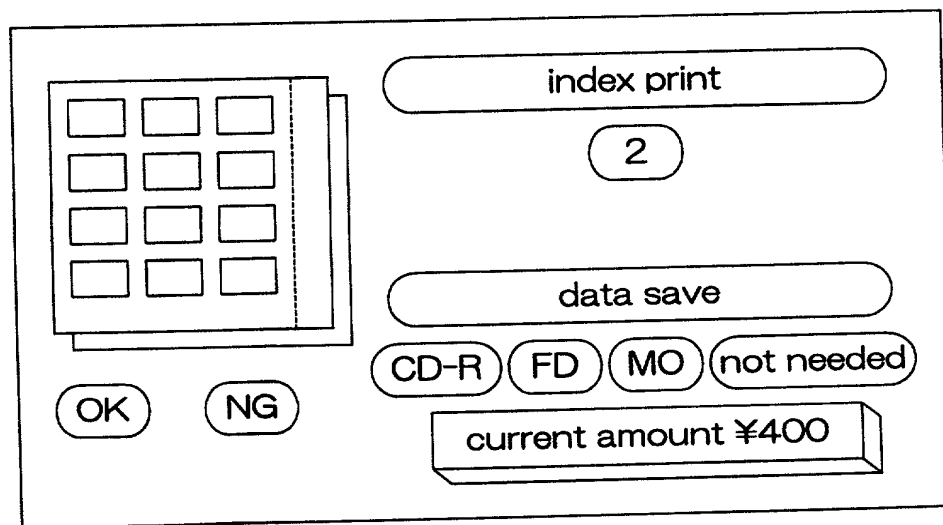 index print
2
data save
CD-R FD MO not needed
OK NG
current amount ¥400